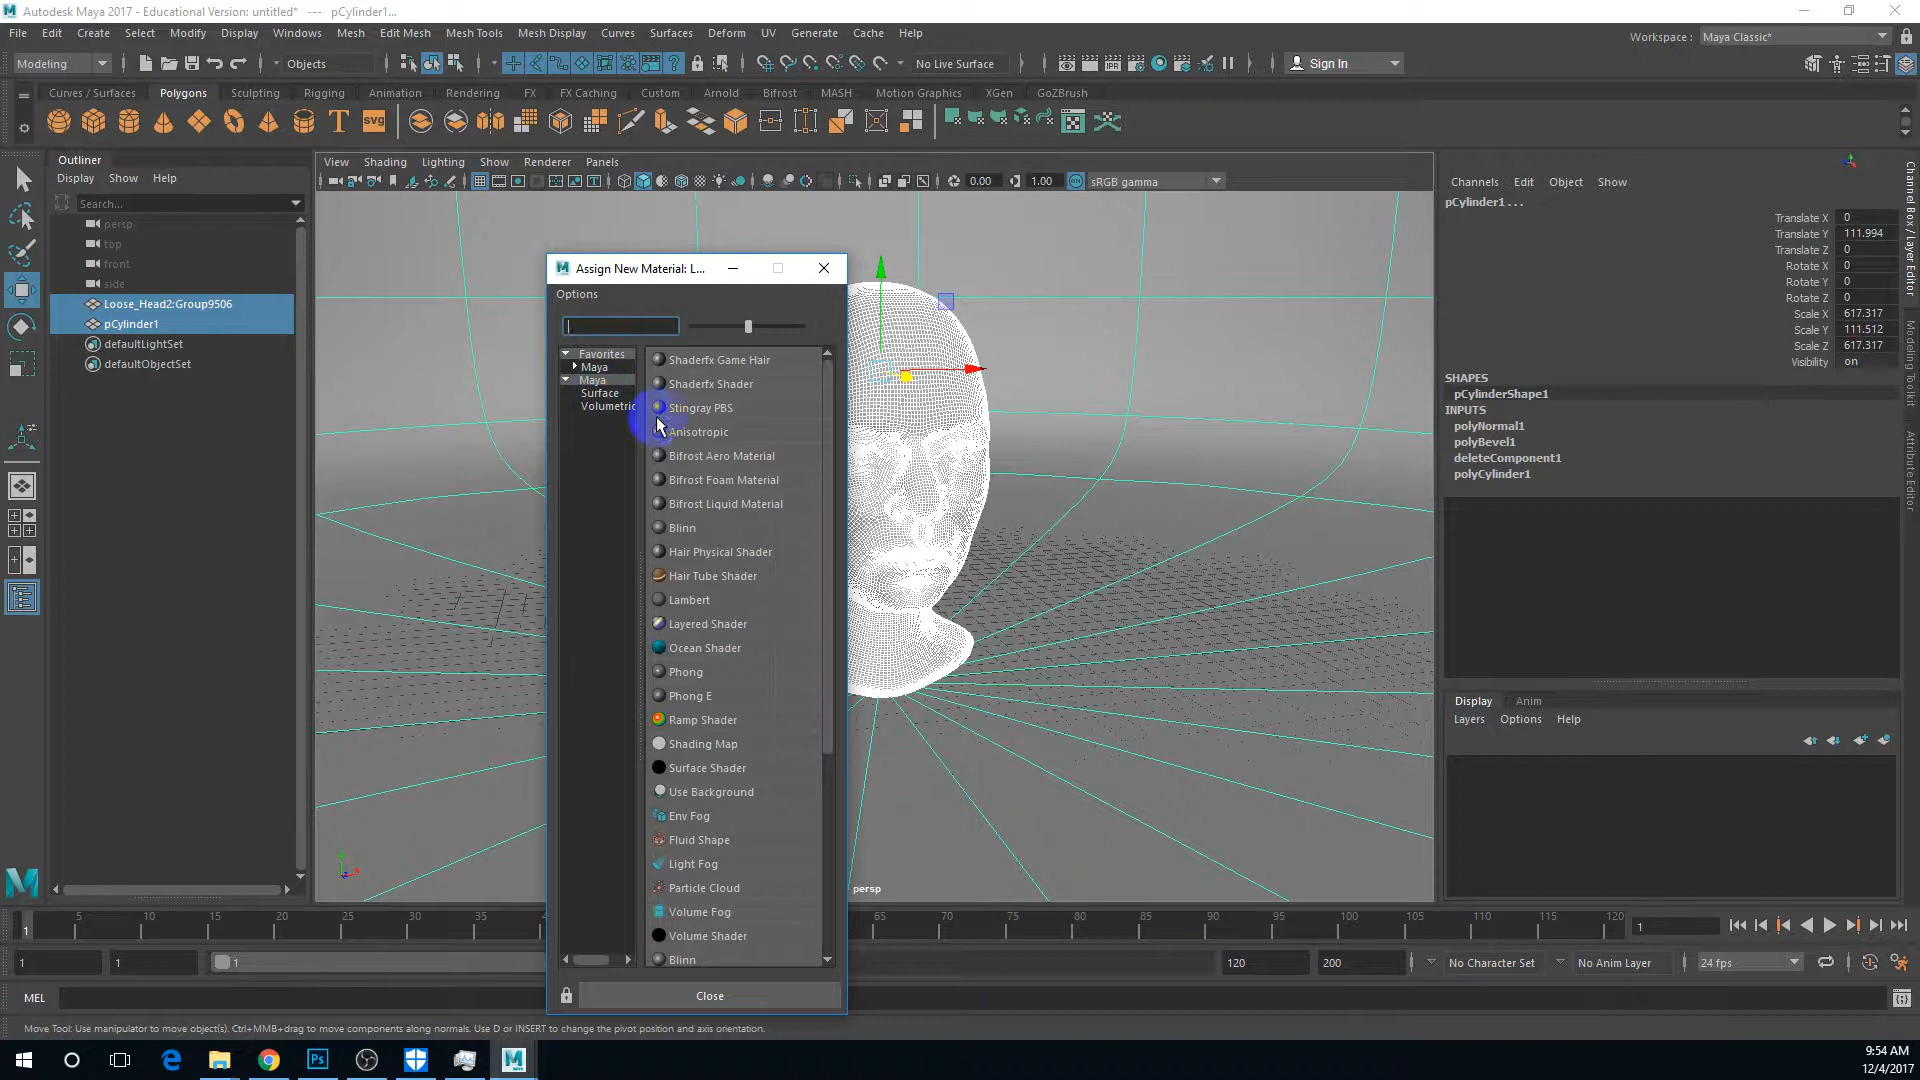 Autodesk Maya 2017 - Educational Version: untitled* --- pCylinder1...
File Edit Create Select Modify Display Windows Mesh Edit Mesh Mesh Tools Mesh Display Curves Surfaces Deform UV Generate Cache Help
Workspace : Maya Classic*
Modeling Objects No Live Surface Sign In
Curves / Surfaces Polygons Sculpting Rigging Animation Rendering FX FX Caching Custom Arnold Bifrost MASH Motion Graphics XGen GoZBrush
T SVG
Outliner
Display Show Help
Search...
persp
top
front
side
Loose_Head2:Group9506
pCylinder1
defaultLightSet
defaultObjectSet
View Shading Lighting Show Renderer Panels
0.00 1.00 sRGB gamma
Assign New Material: L...
Options
Favorites
Maya
Maya
Surface
Volumetric
Shaderfx Game Hair
Shaderfx Shader
Stingray PBS
Anisotropic
Bifrost Aero Material
Bifrost Foam Material
Bifrost Liquid Material
Blinn
Hair Physical Shader
Hair Tube Shader
Lambert
Layered Shader
Ocean Shader
Phong
Phong E
Ramp Shader
Shading Map
Surface Shader
Use Background
Env Fog
Fluid Shape
Light Fog
Particle Cloud
Volume Fog
Volume Shader
Blinn
Close
persp
Channels Edit Object Show
pCylinder1 ...
Translate X 0
Translate Y 111.994
Translate Z 0
Rotate X 0
Rotate Y 0
Rotate Z 0
Scale X 617.317
Scale Y 111.512
Scale Z 617.317
Visibility on
SHAPES
pCylinderShape1
INPUTS
polyNormal1
polyBevel1
deleteComponent1
polyCylinder1
Channel Box / Layer Editor
Modeling Toolkit
Attribute Editor
Display Anim
Layers Options Help
5 10 15 20 25 30 35 65 70 75 80 85 90 95 100 105 110 115 120
1 1
1 1 1 120 200 No Character Set No Anim Layer 24 fps
MEL
Move Tool: Use manipulator to move object(s). Ctrl+MMB+drag to move components along normals. Use D or INSERT to change the pivot position and axis orientation.
9:54 AM
12/4/2017